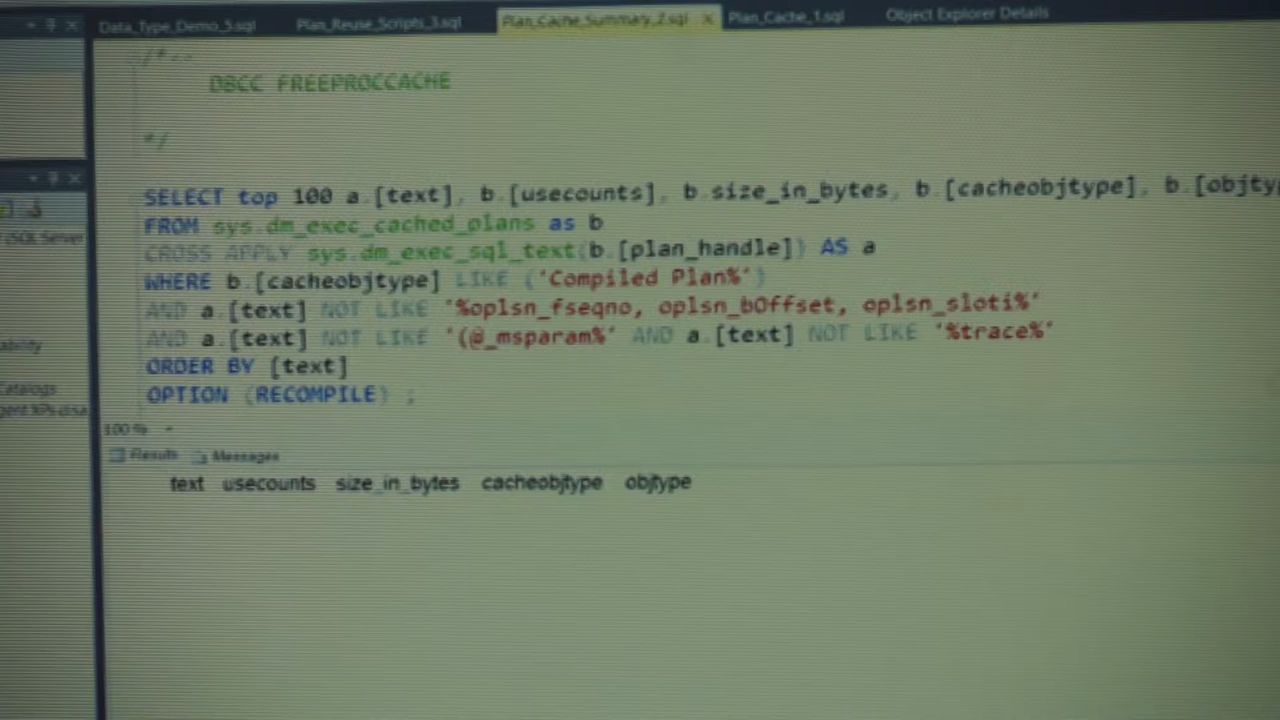 Data_Type_Demo_5.sql Plan_Reuse_Scripts_3.sql Plan_Cache_Summary_2.sql × Plan_Cache_1.sql Object Explorer Details
DBCC FREEPROCCACHE
*/
SELECT top 100 a.[text], b.[usecounts], b.size_in_bytes, b.[cacheobjtype], b.[objty
FROM sys.dm_exec_cached_plans as b
CROSS APPLY sys.dm_exec_sql_text(b.[plan_handle]) AS a
WHERE b.[cacheobjtype] LIKE ('Compiled Plan%')
AND a.[text] NOT LIKE '%oplsn_fseqno, oplsn_bOffset, oplsn_sloti%'
AND a.[text] NOT LIKE '(@_msparam%' AND a.[text] NOT LIKE '%trace%'
ORDER BY [text]
OPTION (RECOMPILE) ;
100 %
Results Messages
text usecounts size_in_bytes cacheobjtype objtype
SQL Server
Catalogs